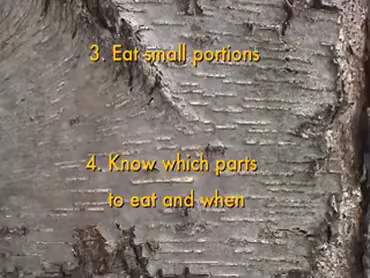 3. Eat small portions
4. Know which parts
to eat and when